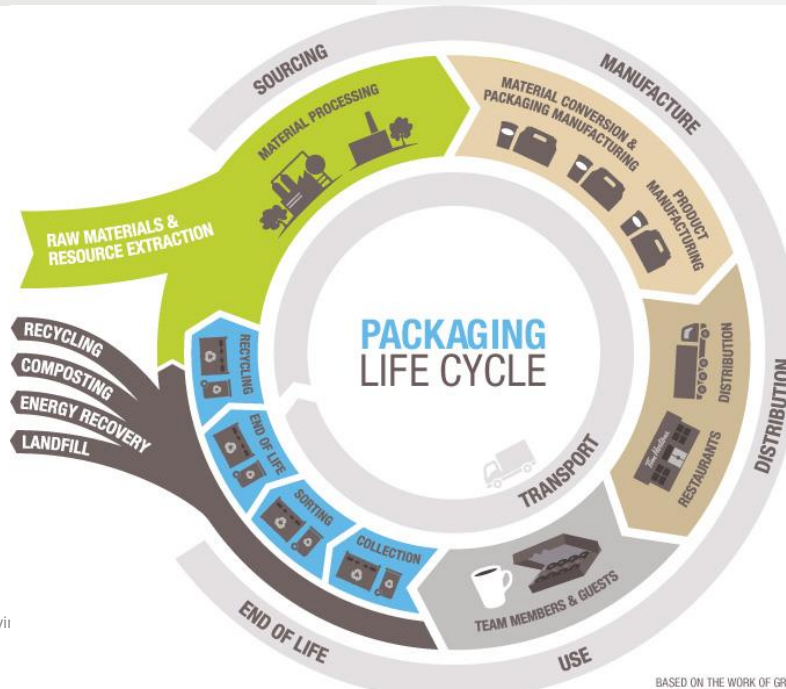 SOURCING
MANUFACTURE
DISTRIBUTION
USE
END OF LIFE
RAW MATERIALS &
RESOURCE EXTRACTION
MATERIAL PROCESSING
MATERIAL CONVERSION &
PACKAGING MANUFACTURING
PRODUCT
MANUFACTURING
DISTRIBUTION
Tim Hortons
RESTAURANTS
TEAM MEMBERS & GUESTS
COLLECTION
SORTING
END OF LIFE
RECYCLING
RECYCLING
COMPOSTING
ENERGY RECOVERY
LANDFILL
PACKAGING
LIFE CYCLE
TRANSPORT
BASED ON THE WORK OF GR